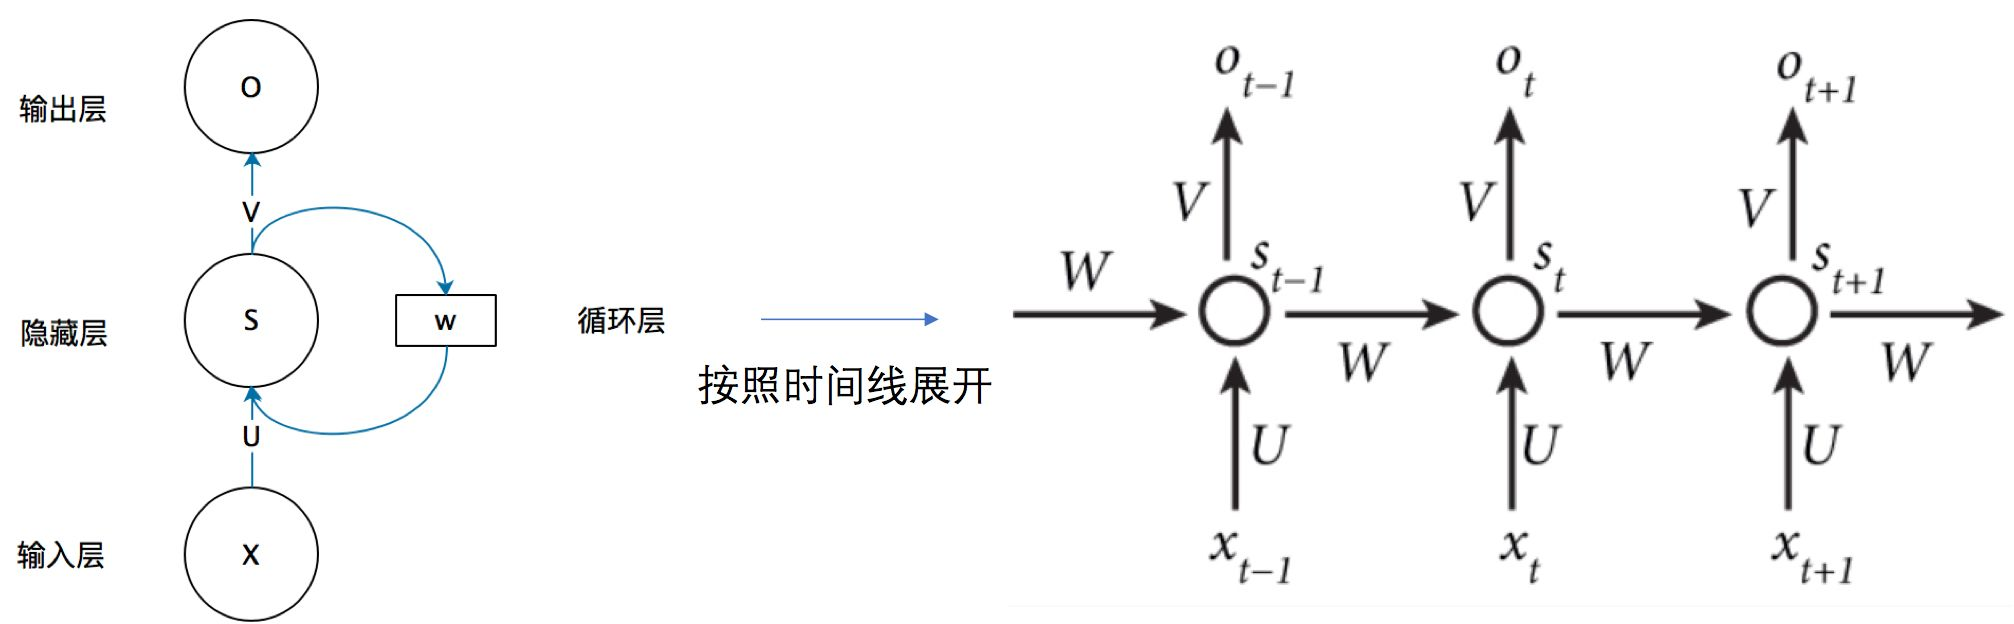 输出层
O
V
隐藏层
S
w
循环层
U
输入层
X
按照时间线展开
o t−1
o t
o t+1
V
V
V
s t−1
s t
s t+1
W
W
W
W
U
U
U
x t−1
x t
x t+1